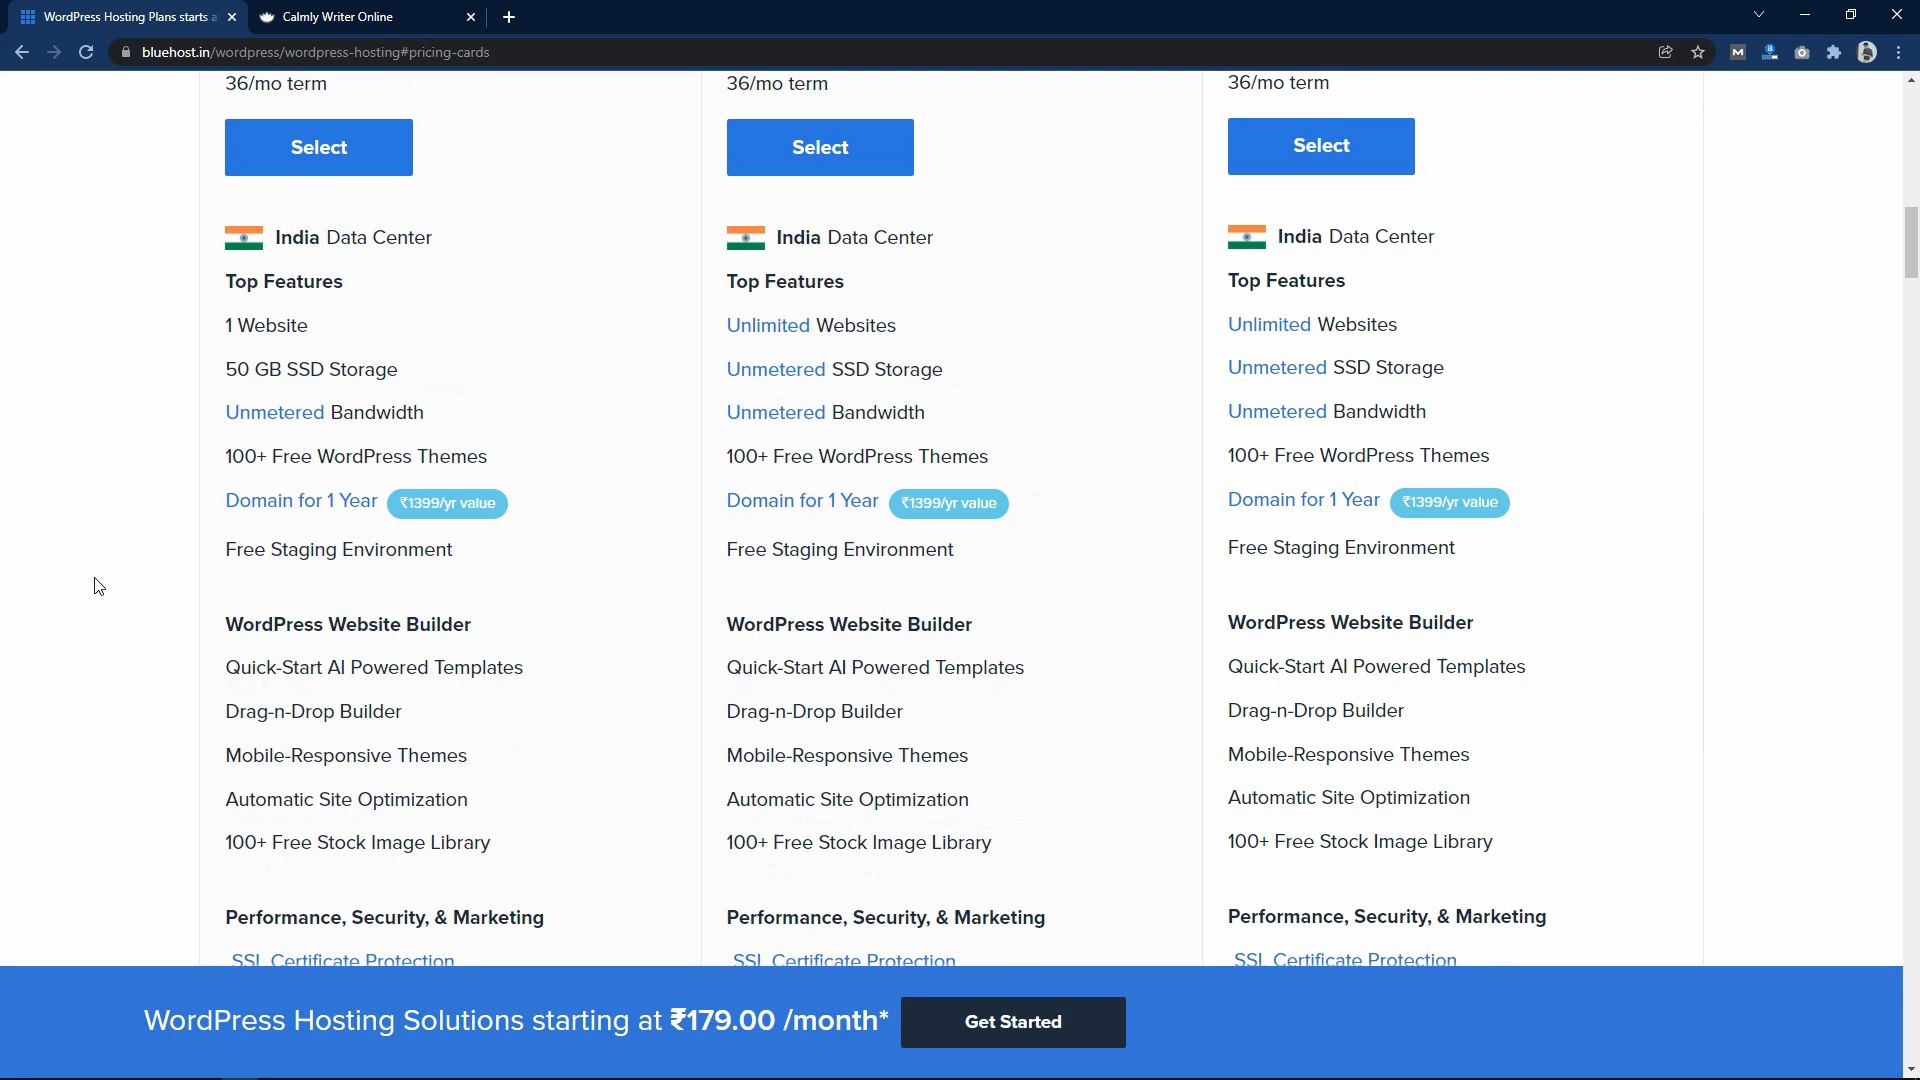 WordPress Hosting Plans starts a
Calmly Writer Online
bluehost.in/wordpress/wordpress-hosting#pricing-cards
36/mo term
Select
India Data Center
Top Features
1 Website
50 GB SSD Storage
Unmetered Bandwidth
100+ Free WordPress Themes
Domain for 1 Year ₹1399/yr value
Free Staging Environment
WordPress Website Builder
Quick-Start AI Powered Templates
Drag-n-Drop Builder
Mobile-Responsive Themes
Automatic Site Optimization
100+ Free Stock Image Library
Performance, Security, & Marketing
SSL Certificate Protection
36/mo term
Select
India Data Center
Top Features
Unlimited Websites
Unmetered SSD Storage
Unmetered Bandwidth
100+ Free WordPress Themes
Domain for 1 Year ₹1399/yr value
Free Staging Environment
WordPress Website Builder
Quick-Start AI Powered Templates
Drag-n-Drop Builder
Mobile-Responsive Themes
Automatic Site Optimization
100+ Free Stock Image Library
Performance, Security, & Marketing
SSL Certificate Protection
36/mo term
Select
India Data Center
Top Features
Unlimited Websites
Unmetered SSD Storage
Unmetered Bandwidth
100+ Free WordPress Themes
Domain for 1 Year ₹1399/yr value
Free Staging Environment
WordPress Website Builder
Quick-Start AI Powered Templates
Drag-n-Drop Builder
Mobile-Responsive Themes
Automatic Site Optimization
100+ Free Stock Image Library
Performance, Security, & Marketing
SSL Certificate Protection
WordPress Hosting Solutions starting at ₹179.00 /month*
Get Started